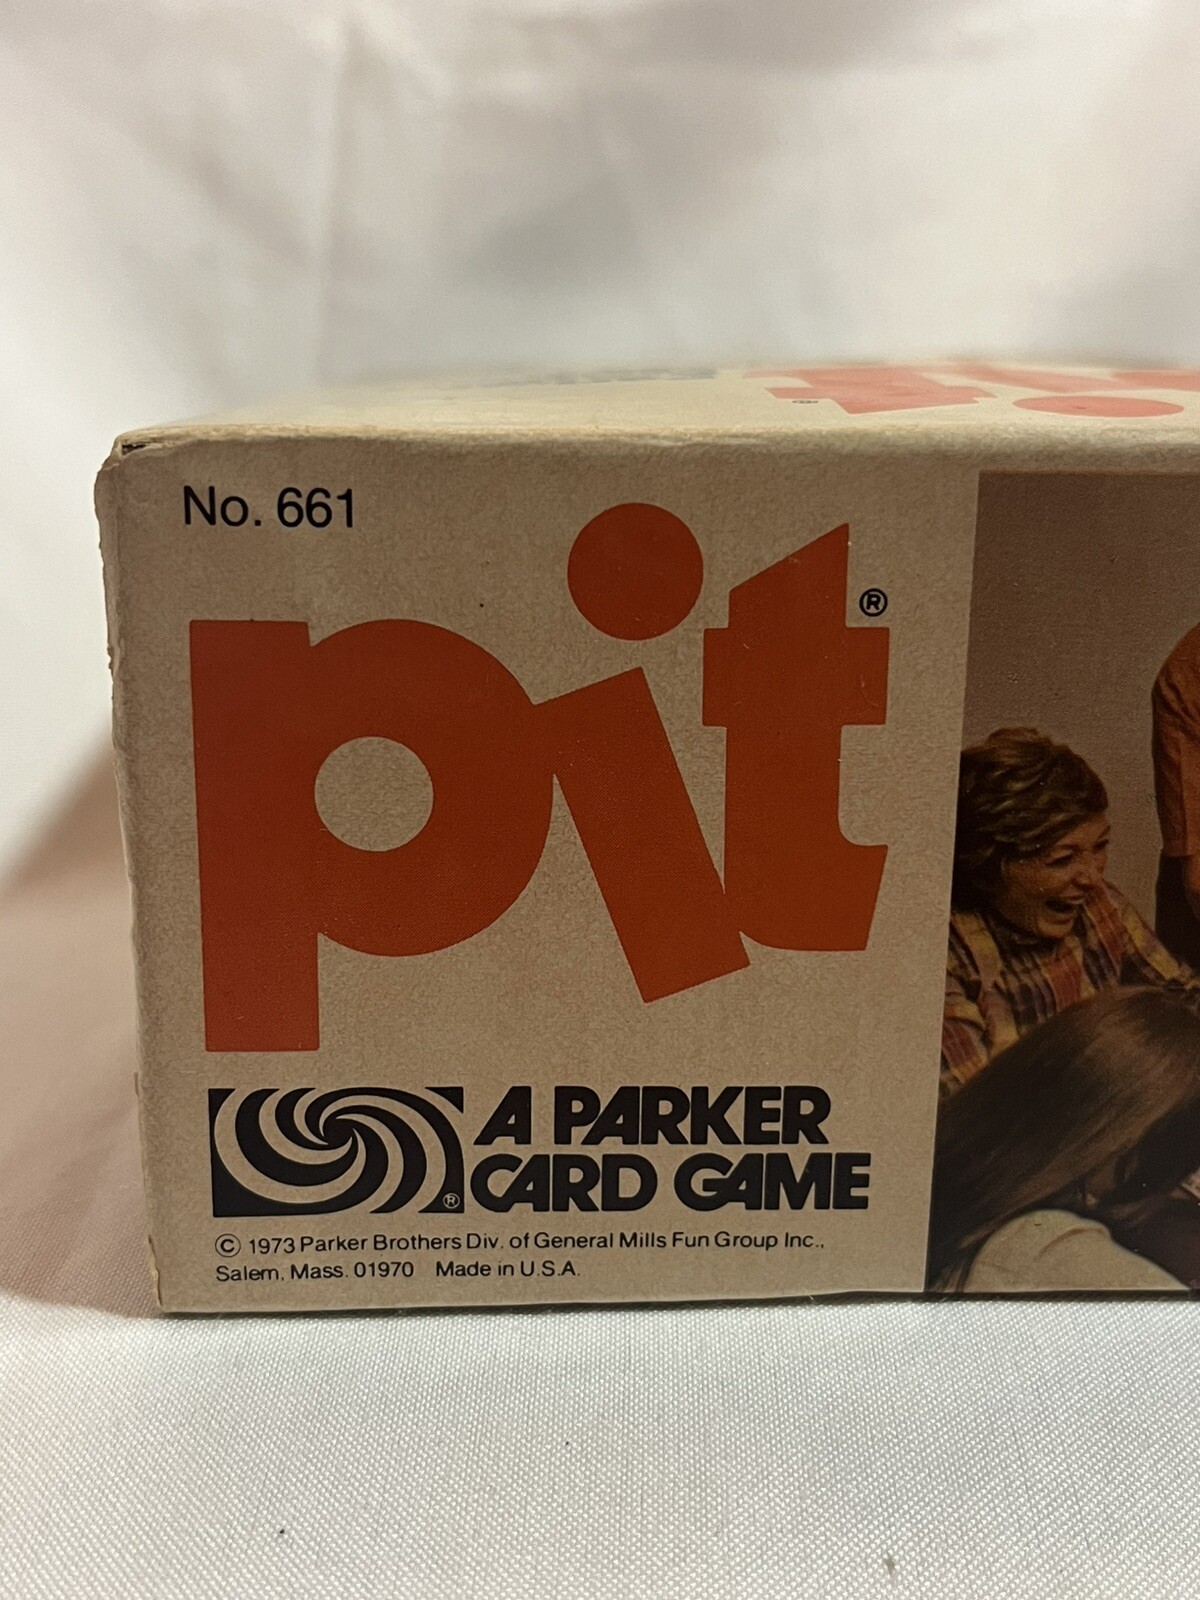 No. 661
pit ®
A PARKER
CARD GAME
®
© 1973 Parker Brothers Div. of General Mills Fun Group Inc.,
Salem, Mass. 01970 Made in U.S.A.